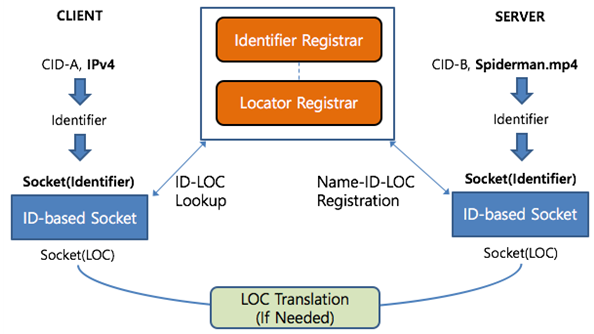 CLIENT
SERVER
Identifier Registrar
CID-A, IPv4
CID-B, Spiderman.mp4
Locator Registrar
Identifier
Identifier
Socket(Identifier)
ID-LOC
Lookup
Name-ID-LOC
Registration
Socket(Identifier)
ID-based Socket
ID-based Socket
Socket(LOC)
Socket(LOC)
LOC Translation
(If Needed)